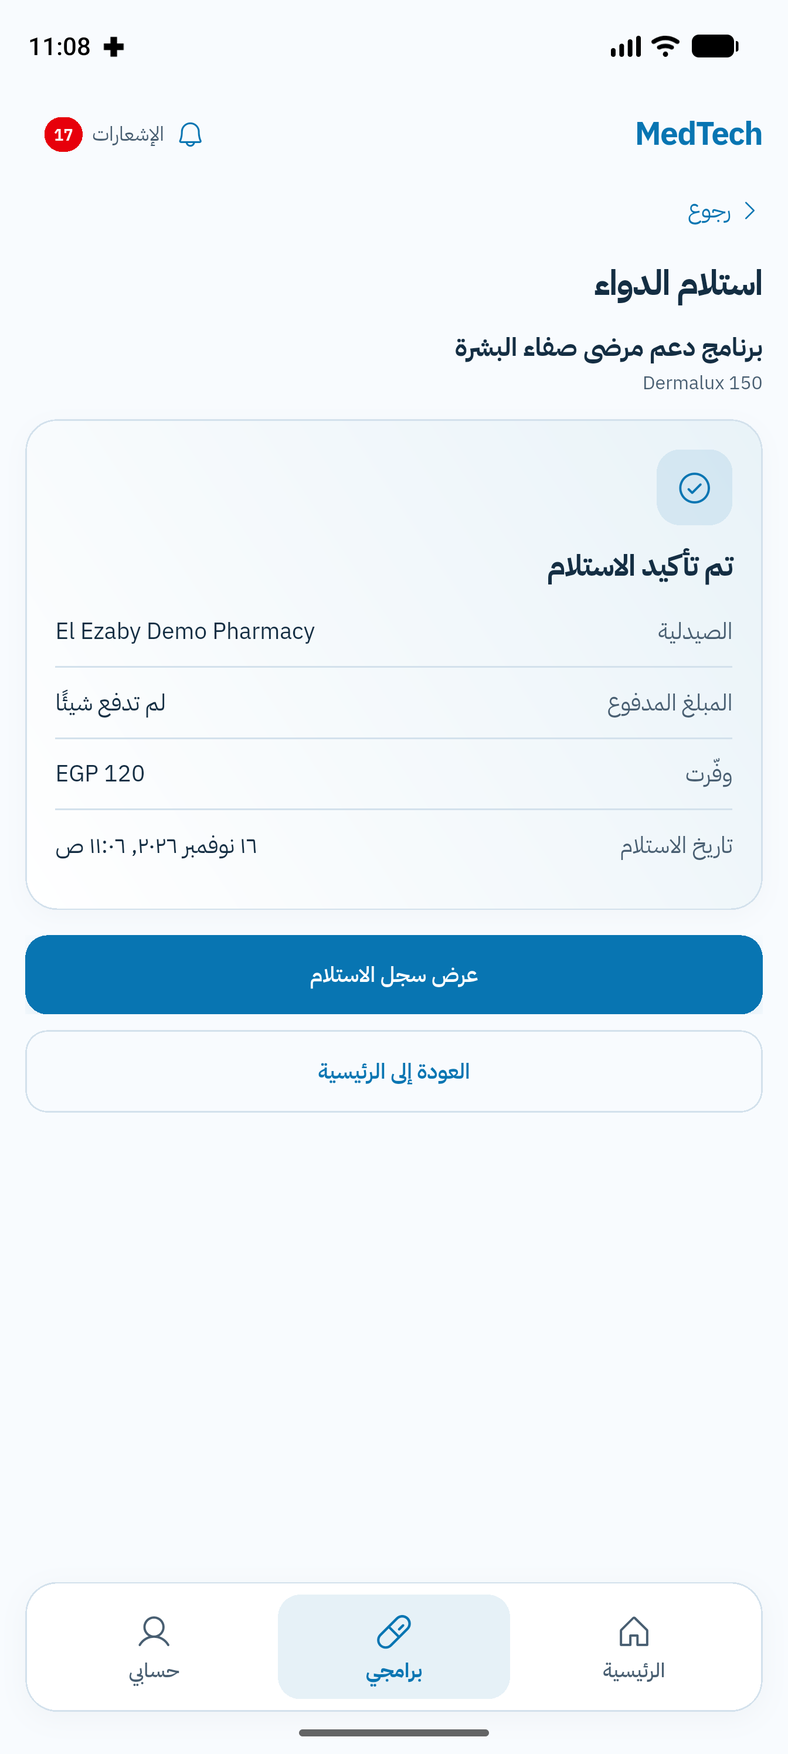 11:08
MedTech
الإشعارات 17
رجوع
استلام الدواء
برنامج دعم مرضى صفاء البشرة
Dermalux 150
تم تأكيد الاستلام
الصيدلية El Ezaby Demo Pharmacy
المبلغ المدفوع لم تدفع شيئًا
وفّرت EGP 120
تاريخ الاستلام ١٦ نوفمبر ٢٠٢٦, ١١:٠٦ ص
عرض سجل الاستلام
العودة إلى الرئيسية
الرئيسية برامجي حسابي